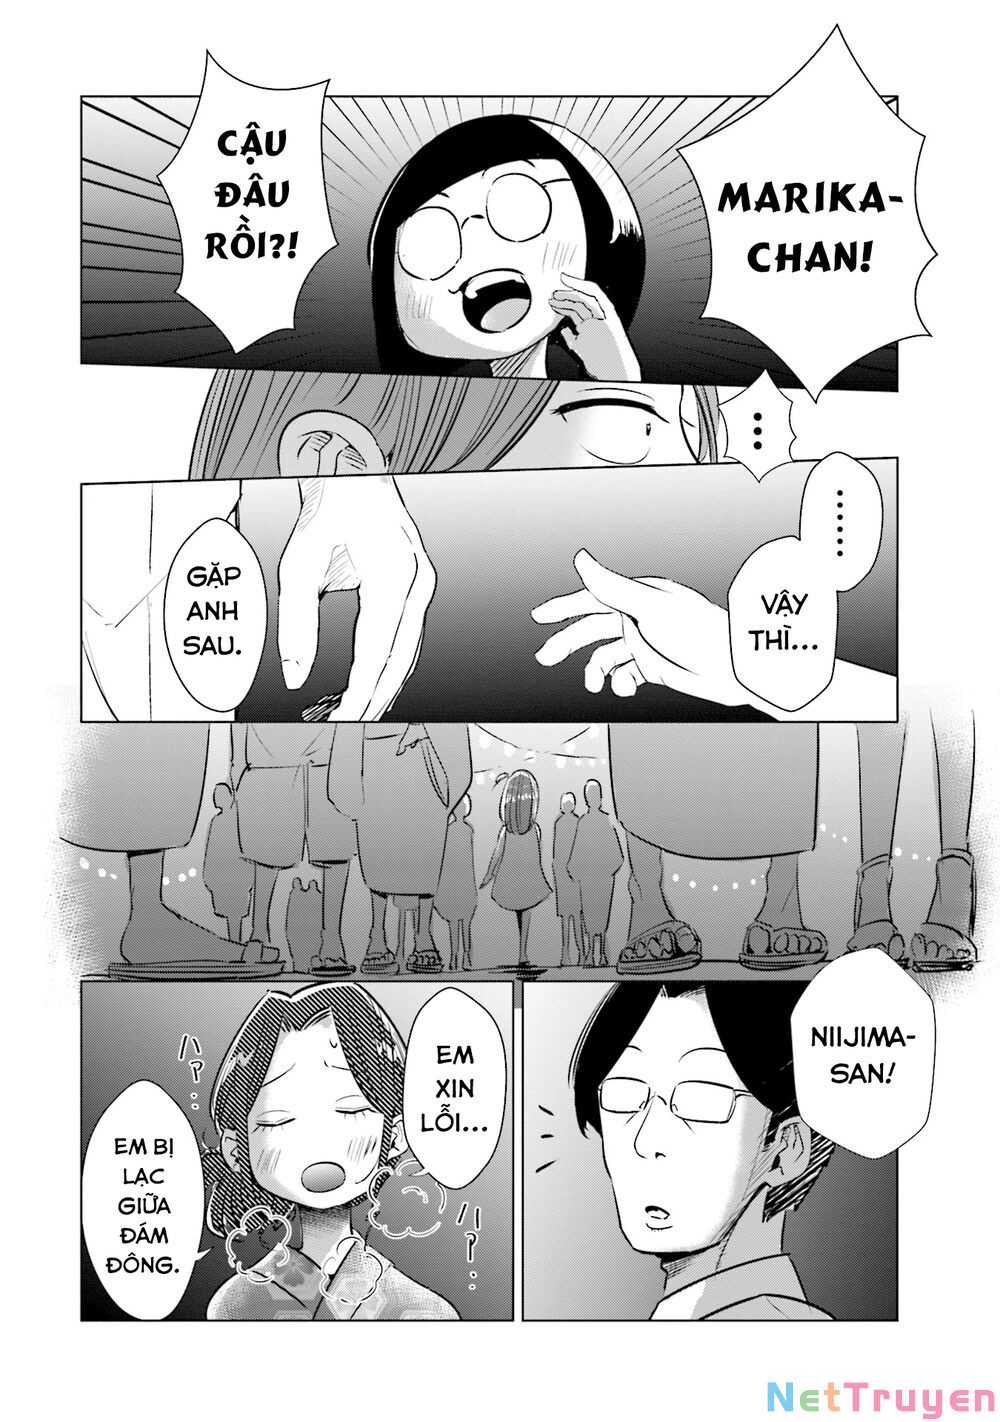 MARIKA-
CHAN!
CẬU
ĐÂU
RỒI?!
...
......
VẬY
THÌ...
GẶP
ANH
SAU.
NIIJIMA-
SAN!
EM
XIN
LỖI...
ハァ
ハァ
EM BỊ
LẠC
GIỮA
ĐÁM
ĐÔNG.
NetTruyen